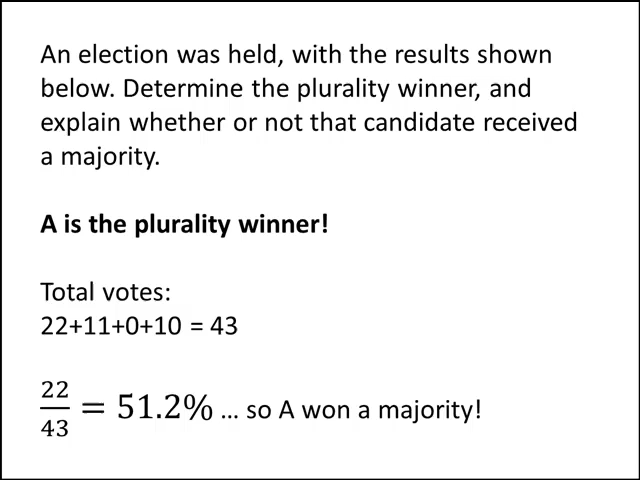 An election was held, with the results shown
below. Determine the plurality winner, and
explain whether or not that candidate received
a majority.
A is the plurality winner!
Total votes:
22+11+0+10 = 43
22/43 = 51.2% ... so A won a majority!